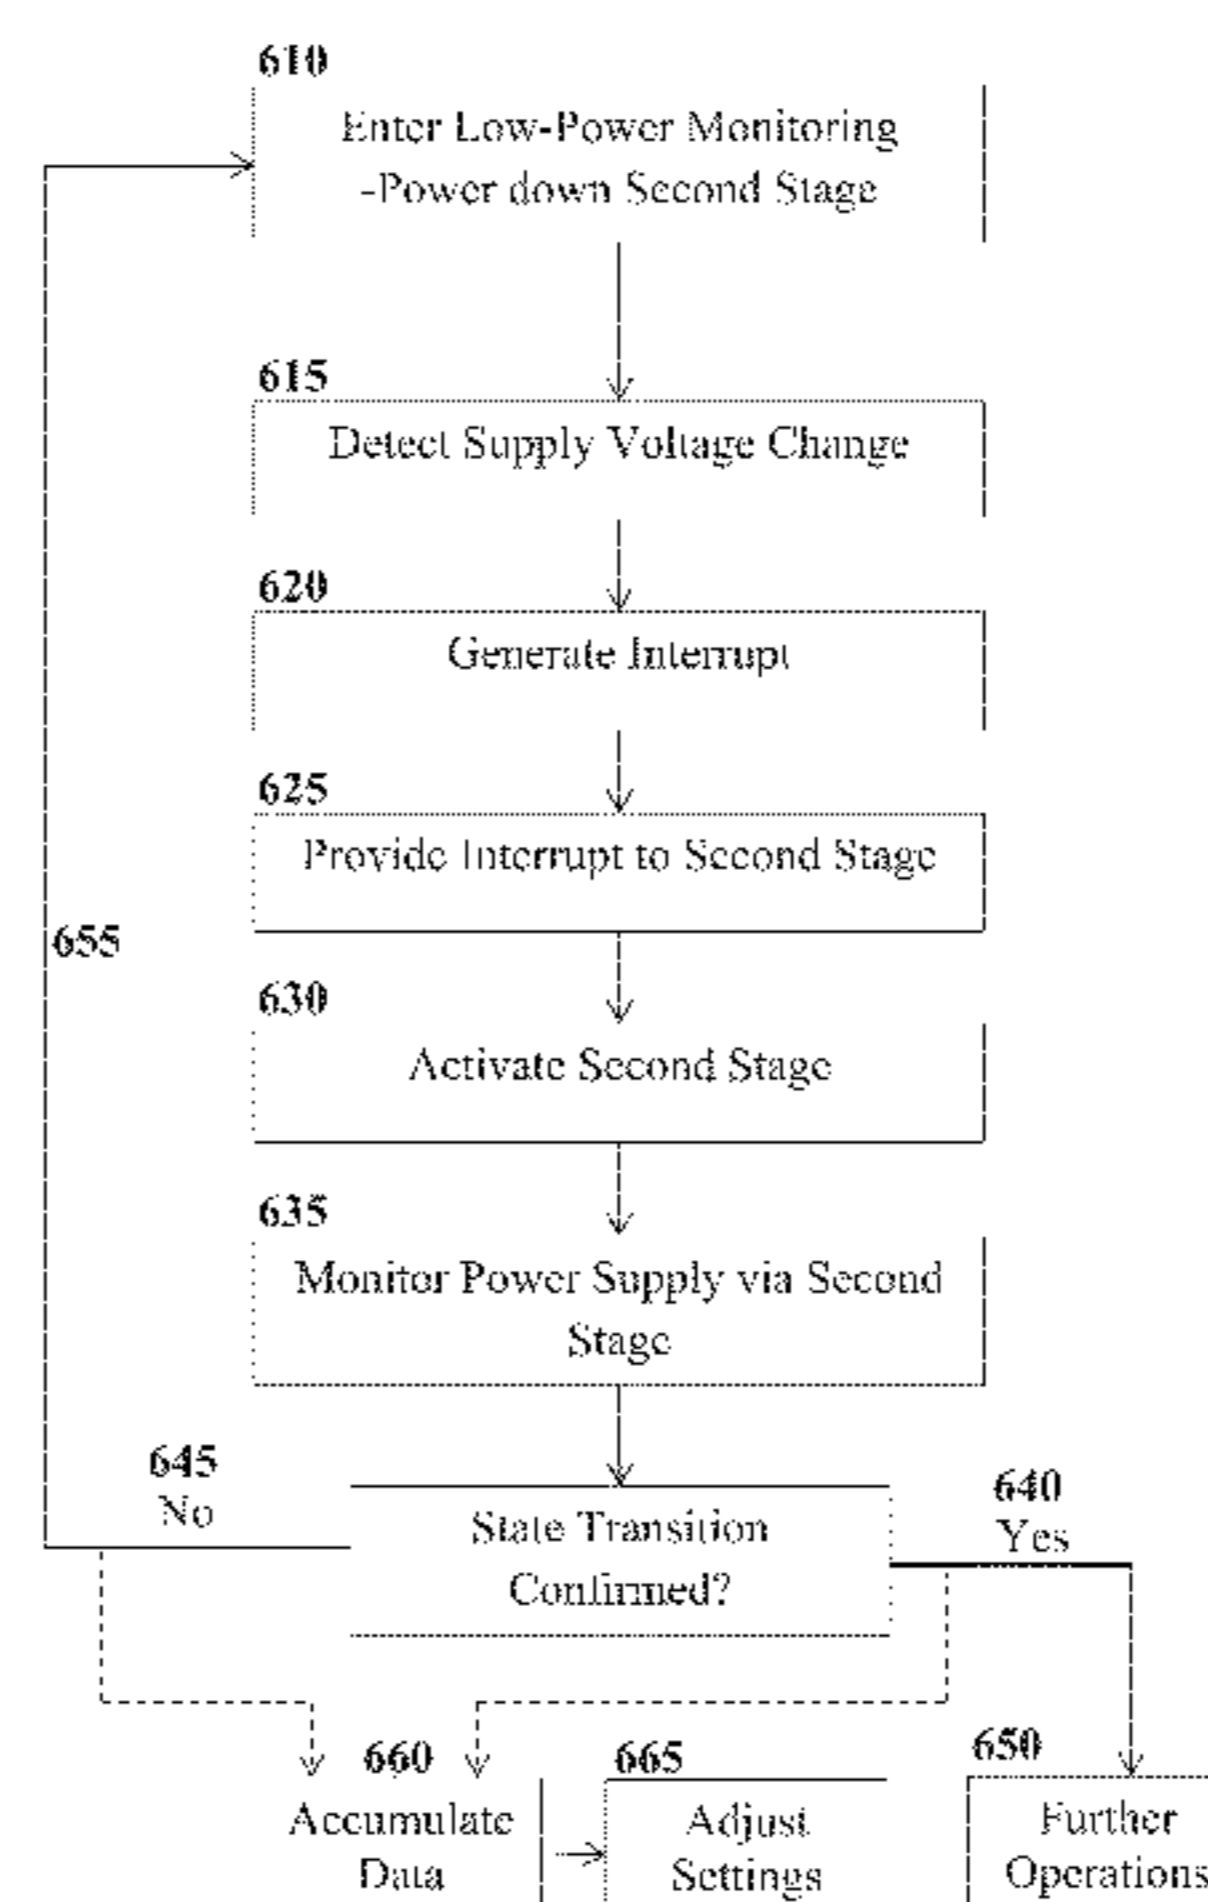 610
Enter Low-Power Monitoring
-Power down Second Stage
615
Detect Supply Voltage Change
620
Generate Interrupt
625
Provide Interrupt to Second Stage
655
630
Activate Second Stage
635
Monitor Power Supply via Second
Stage
645
No
640
Yes
State Transition
Confirmed?
660
Accumulate
Data
665
Adjust
Settings
650
Further
Operations